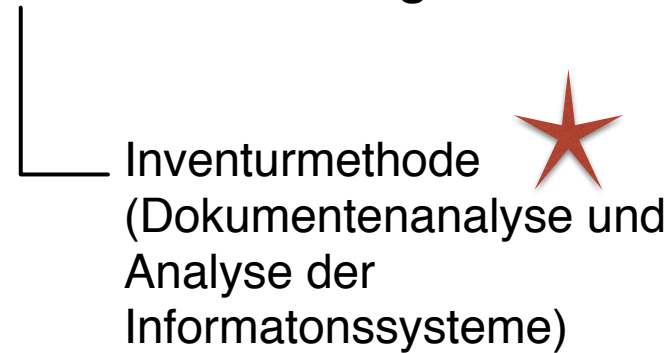 Inventurmethode
(Dokumentenanalyse und
Analyse der
Informatonssysteme)